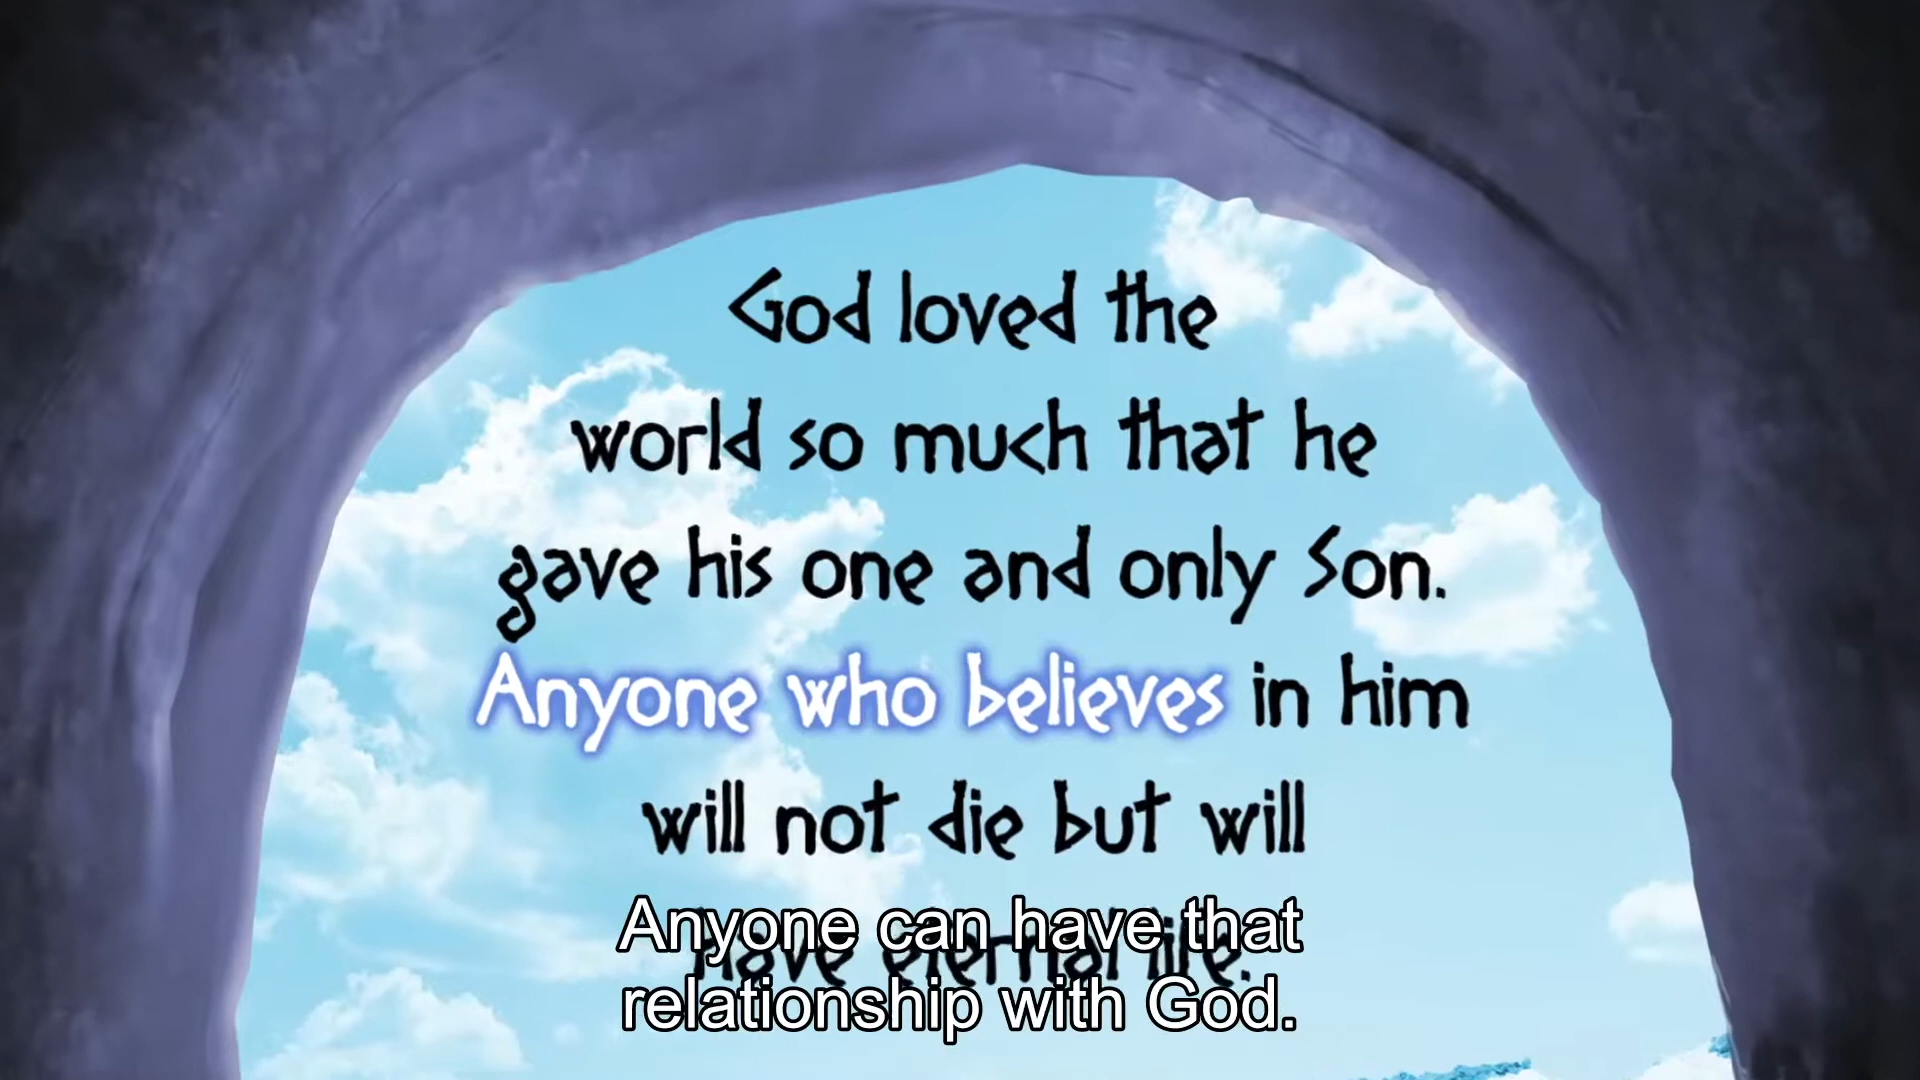 God loved the
world so much that he
gave his one and only Son.
Anyone who believes in him
will not die but will
have eternal life.
Anyone can have that
relationship with God.